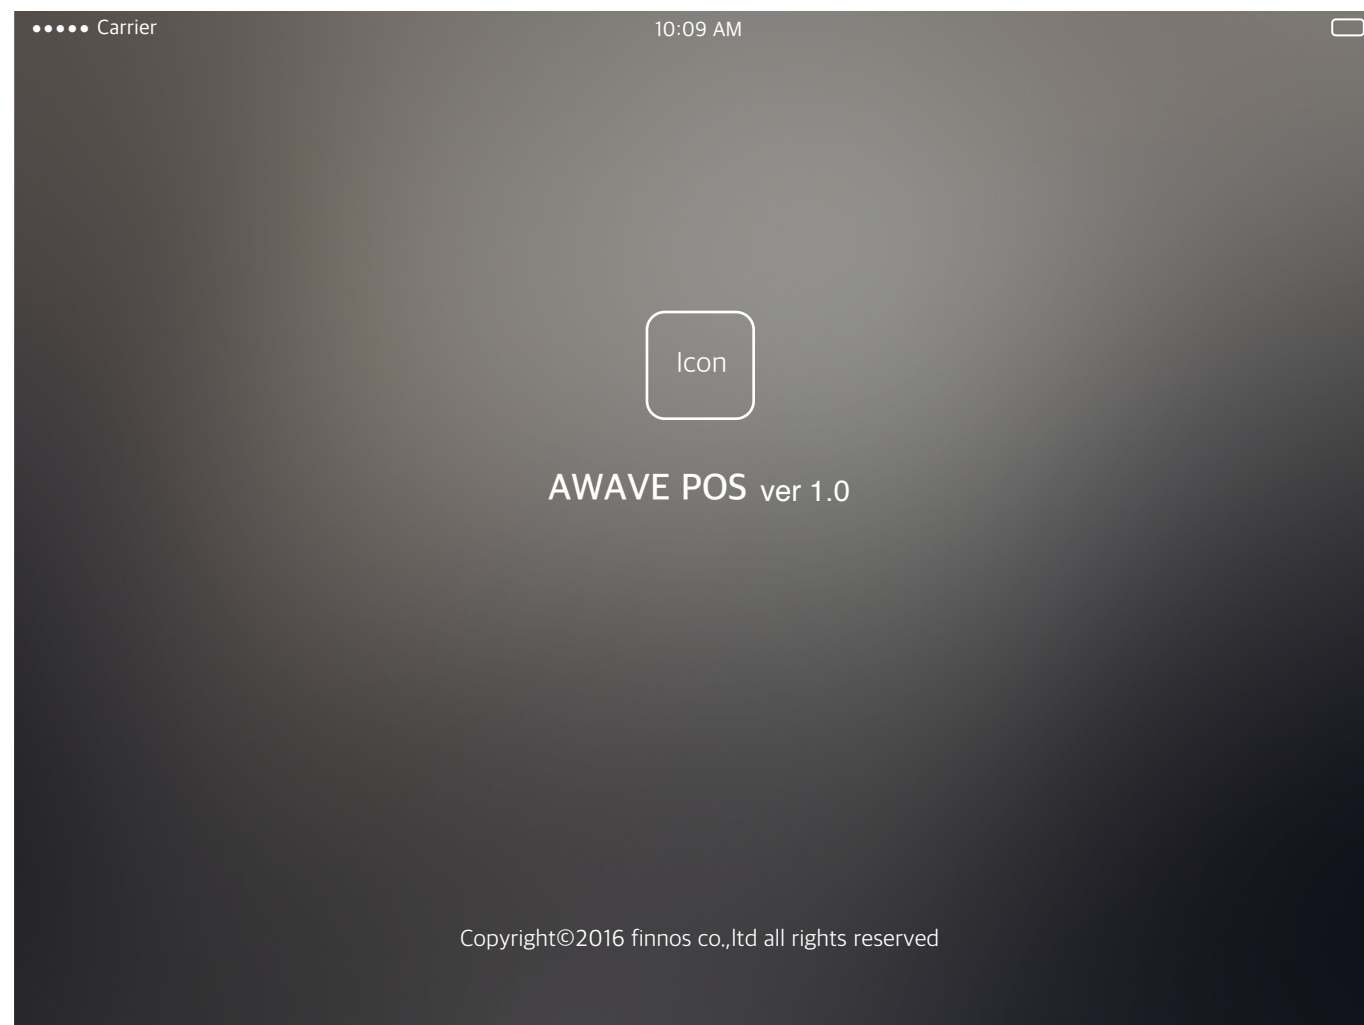 ●●●●● Carrier 10:09 AM
Icon
AWAVE POS ver 1.0
Copyright©2016 finnos co.,ltd all rights reserved